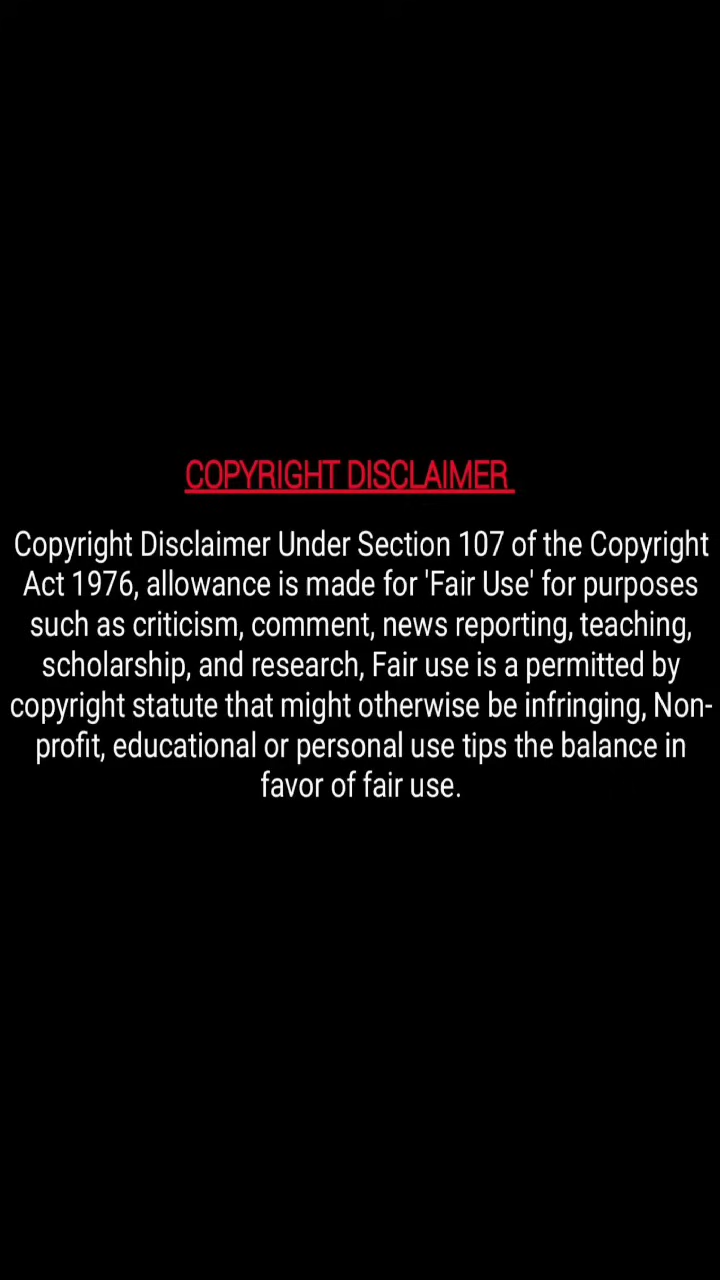 COPYRIGHT DISCLAIMER
Copyright Disclaimer Under Section 107 of the Copyright
Act 1976, allowance is made for 'Fair Use' for purposes
such as criticism, comment, news reporting, teaching,
scholarship, and research, Fair use is a permitted by
copyright statute that might otherwise be infringing, Non-
profit, educational or personal use tips the balance in
favor of fair use.